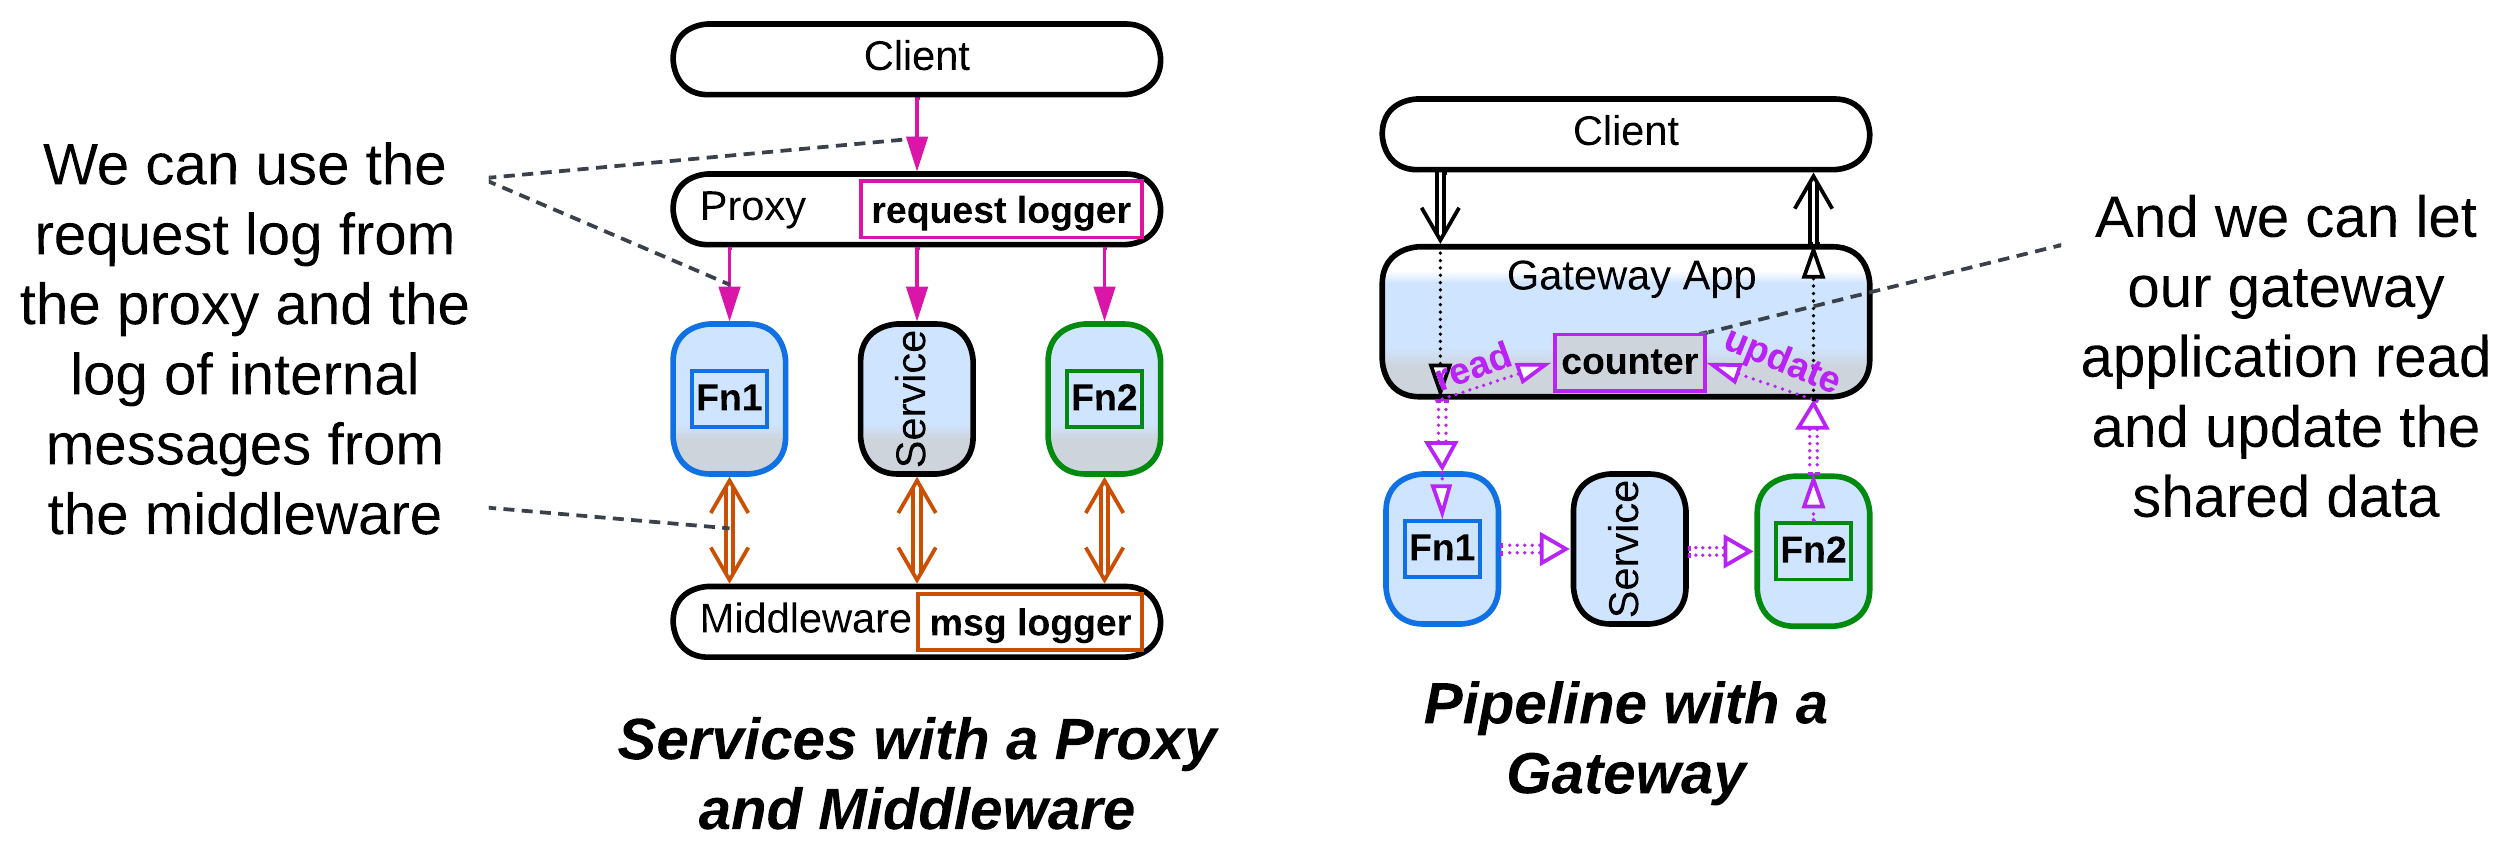 We can use the
request log from
the proxy and the
log of internal
messages from
the middleware
Client
Proxy
request logger
Fn1
Service
Fn2
Middleware
msg logger
Services with a Proxy
and Middleware
Client
Gateway App
read
counter
update
Fn1
Service
Fn2
Pipeline with a
Gateway
And we can let
our gateway
application read
and update the
shared data